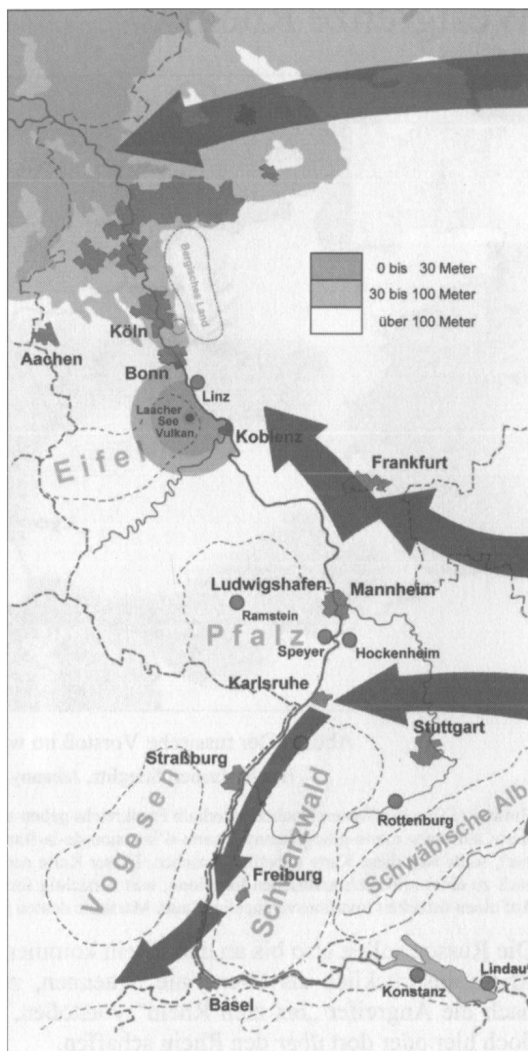 0 bis 30 Meter
30 bis 100 Meter
über 100 Meter
Bergisches Land
Köln
Aachen
Bonn
Linz
Laacher
See
Vulkan
Koblenz
Eifel
Frankfurt
Ludwigshafen
Mannheim
Ramstein
Pfalz
Speyer
Hockenheim
Karlsruhe
Stuttgart
Straßburg
Vogesen
Schwarzwald
Rottenburg
Schwäbische Alb
Freiburg
Basel
Konstanz
Lindau